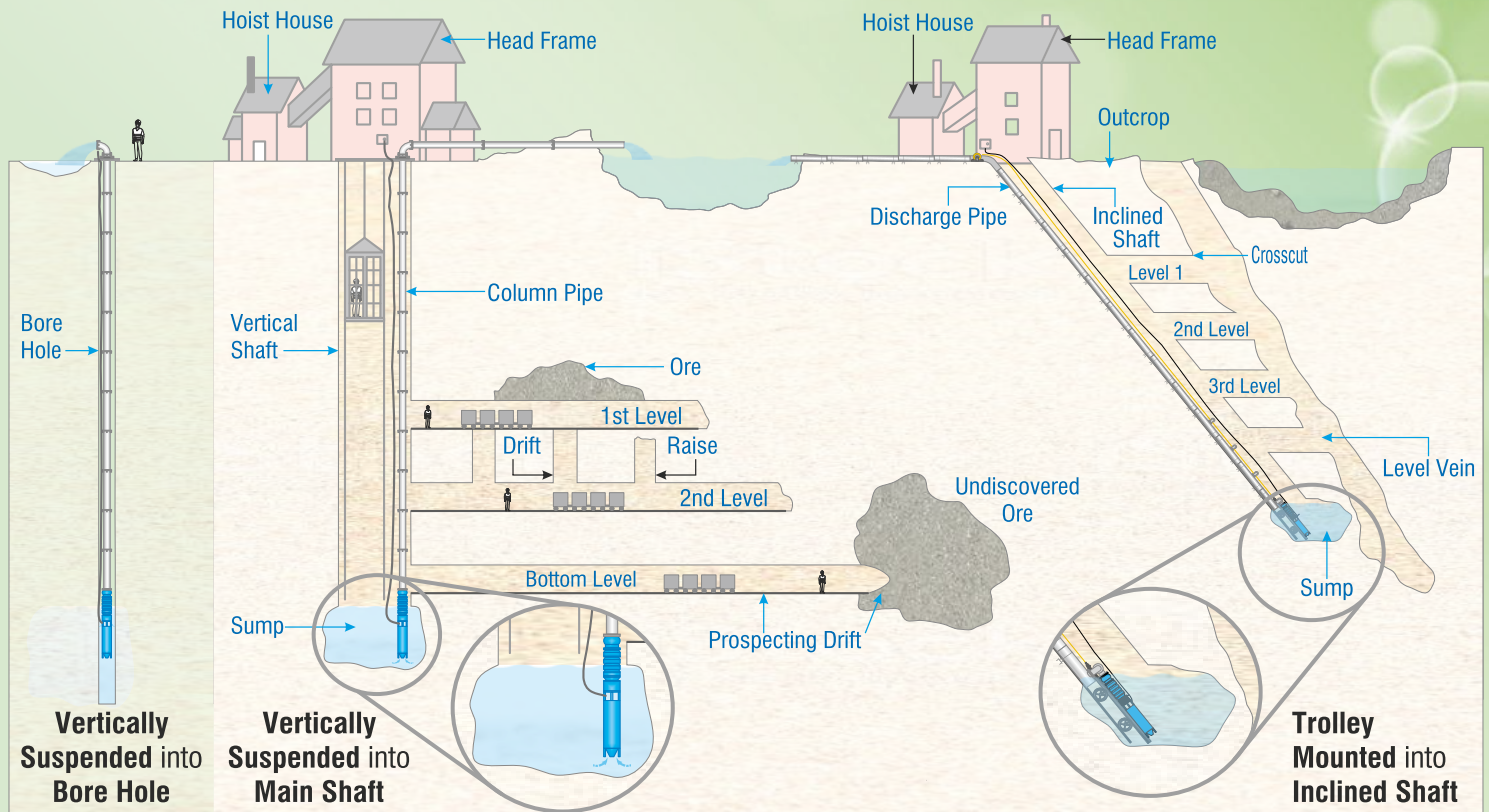 Hoist House
Head Frame
Hoist House
Head Frame
Outcrop
Discharge Pipe
Inclined
Shaft
Crosscut
Level 1
2nd Level
3rd Level
Level Vein
Sump
Bore
Hole
Vertical
Shaft
Column Pipe
Ore
1st Level
Drift
Raise
2nd Level
Undiscovered
Ore
Bottom Level
Prospecting Drift
Sump
Vertically
Suspended into
Bore Hole
Vertically
Suspended into
Main Shaft
Trolley
Mounted into
Inclined Shaft